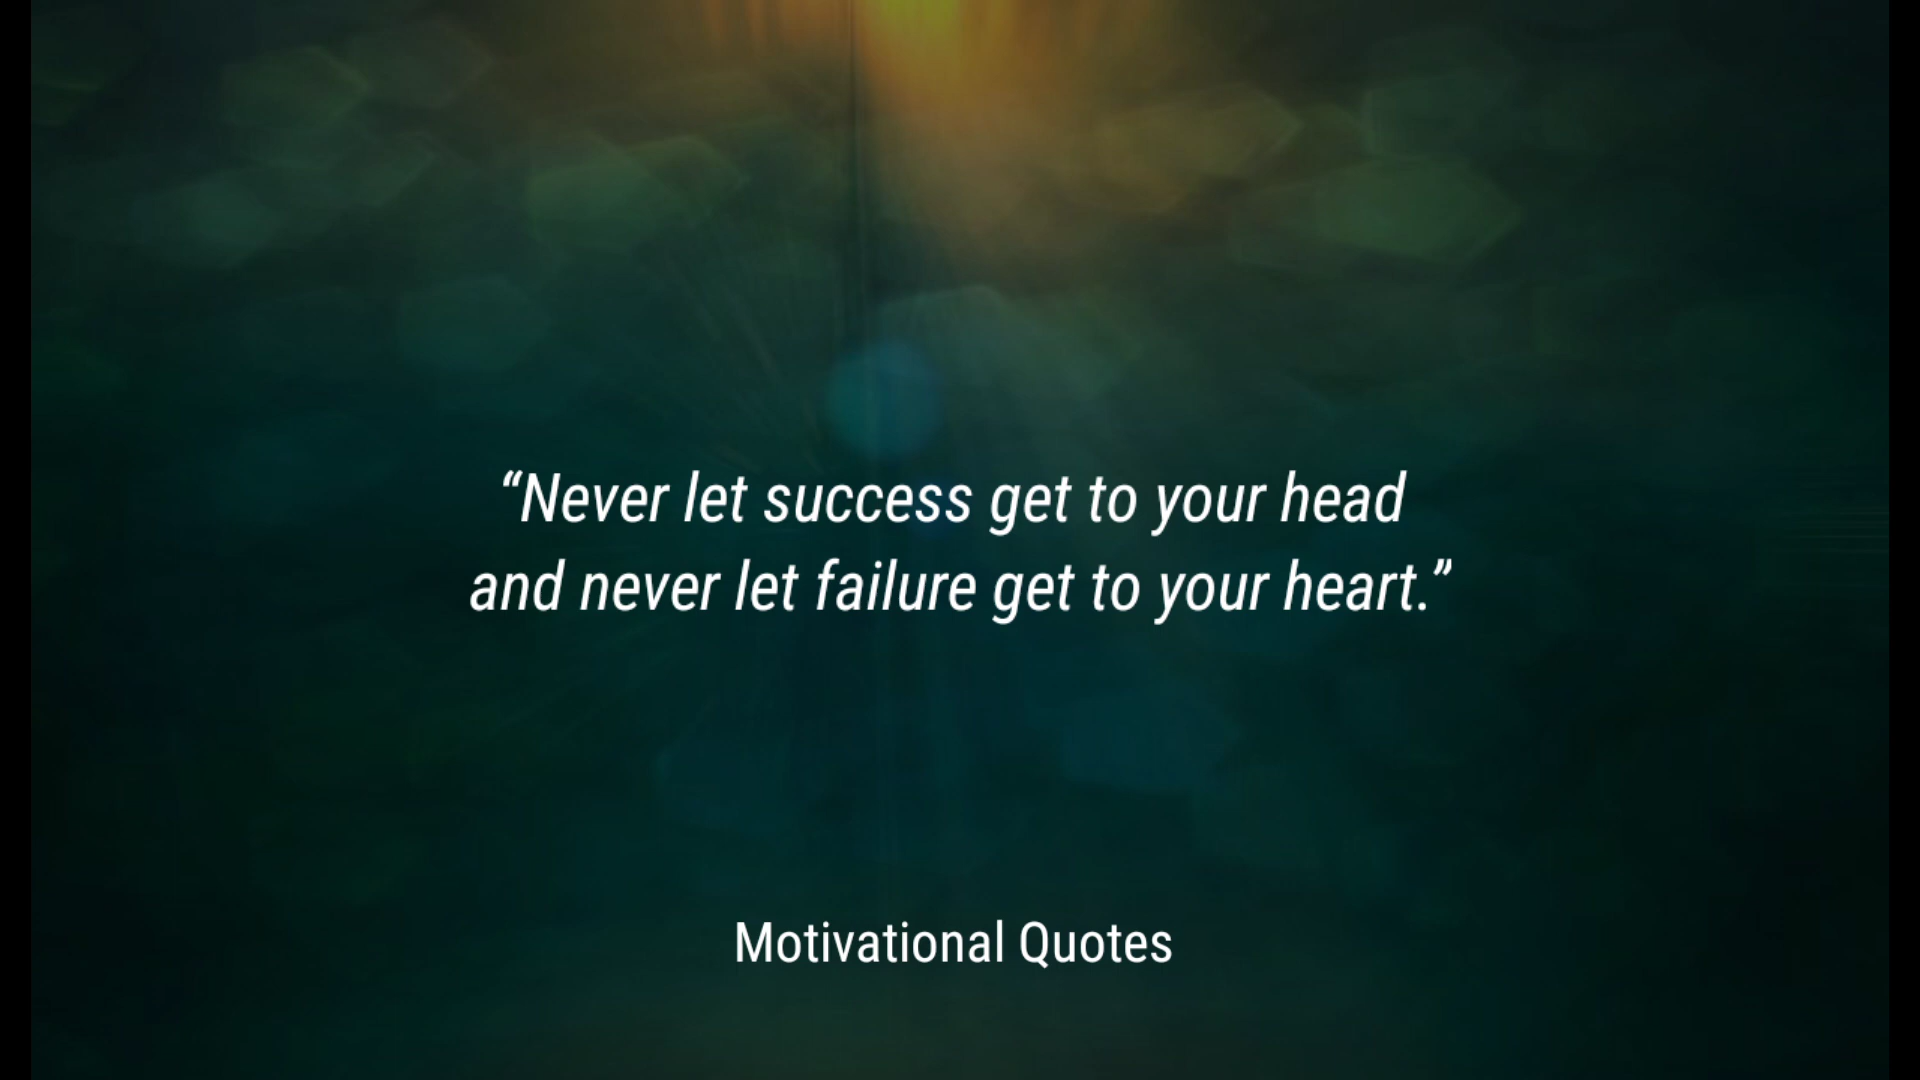 “Never let success get to your head
and never let failure get to your heart.”
Motivational Quotes